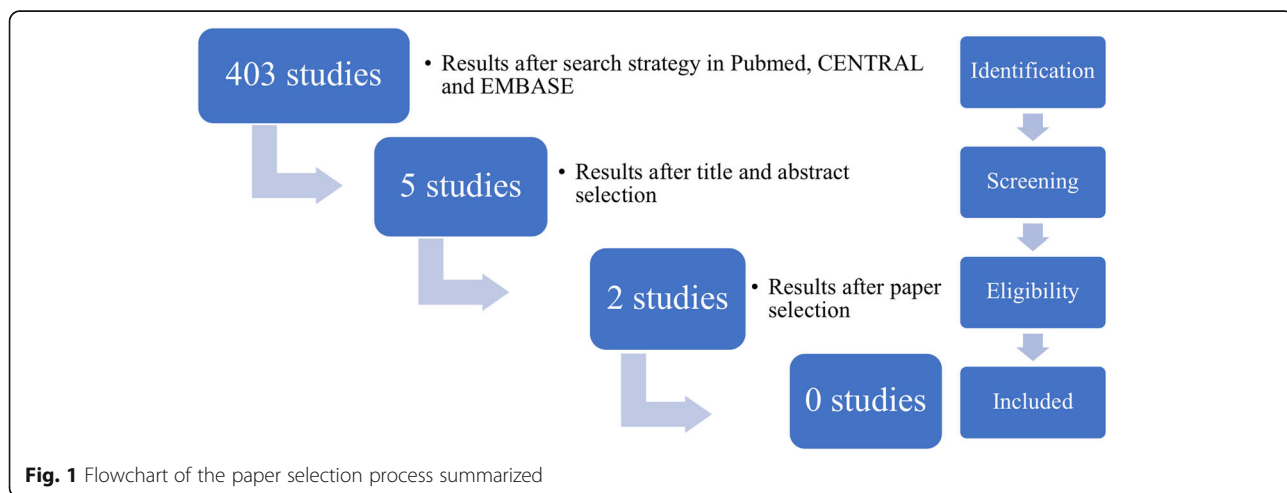 403 studies
• Results after search strategy in Pubmed, CENTRAL
and EMBASE
5 studies
• Results after title and abstract
selection
2 studies
• Results after paper
selection
0 studies
Identification
Screening
Eligibility
Included
Fig. 1 Flowchart of the paper selection process summarized